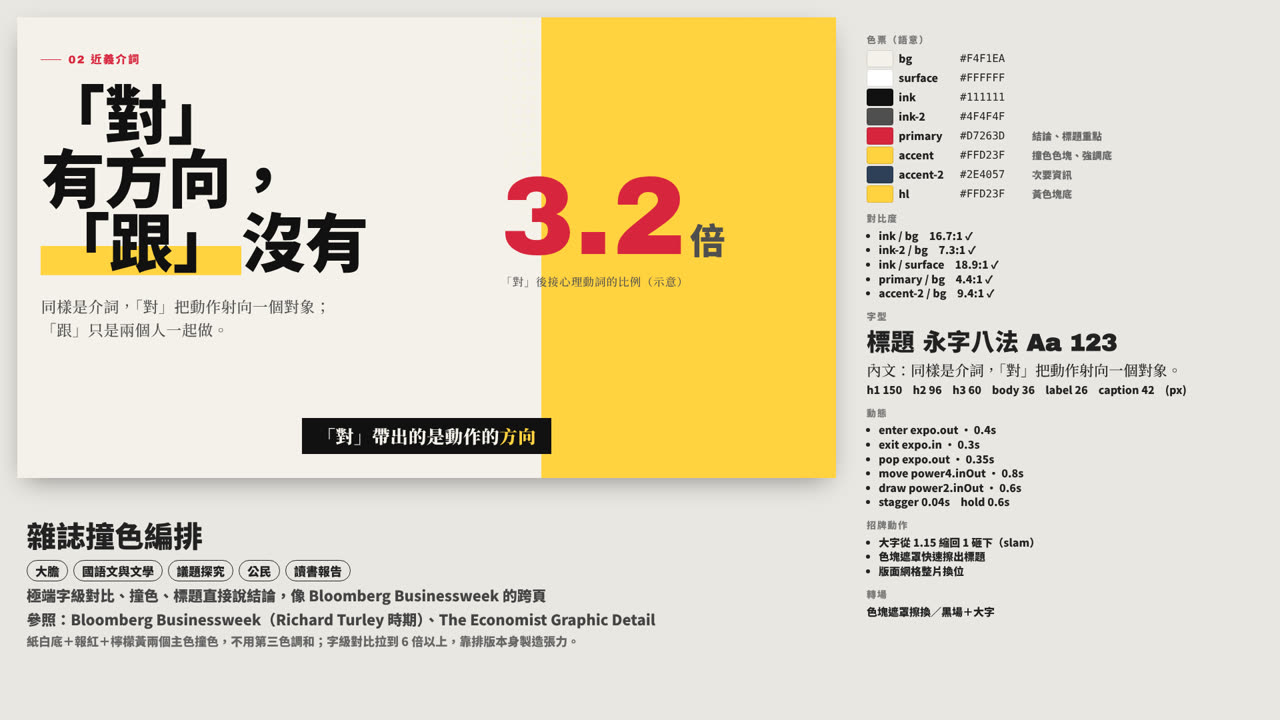 02 近義介詞
「對」
有方向，
「跟」沒有
同樣是介詞，「對」把動作射向一個對象；
「跟」只是兩個人一起做。
3.2倍
「對」後接心理動詞的比例（示意）
「對」帶出的是動作的方向
雜誌撞色編排
大膽 國語文與文學 議題探究 公民 讀書報告
極端字級對比、撞色、標題直接說結論，像 Bloomberg Businessweek 的跨頁
參照：Bloomberg Businessweek（Richard Turley 時期）、The Economist Graphic Detail
紙白底＋報紅＋檸檬黃兩個主色撞色，不用第三色調和；字級對比拉到 6 倍以上，靠排版本身製造張力。
色票（語意）
bg #F4F1EA
surface #FFFFFF
ink #111111
ink-2 #4F4F4F
primary #D7263D 結論、標題重點
accent #FFD23F 撞色色塊、強調底
accent-2 #2E4057 次要資訊
hl #FFD23F 黃色塊底
對比度
ink / bg 16.7:1 ✓
ink-2 / bg 7.3:1 ✓
ink / surface 18.9:1 ✓
primary / bg 4.4:1 ✓
accent-2 / bg 9.4:1 ✓
字型
標題 永字八法 Aa 123
內文：同樣是介詞，「對」把動作射向一個對象。
h1 150 h2 96 h3 60 body 36 label 26 caption 42 (px)
動態
enter expo.out・0.4s
exit expo.in・0.3s
pop expo.out・0.35s
move power4.inOut・0.8s
draw power2.inOut・0.6s
stagger 0.04s hold 0.6s
招牌動作
大字從 1.15 縮回 1 砸下（slam）
色塊遮罩快速擦出標題
版面網格整片換位
轉場
色塊遮罩擦換／黑場＋大字